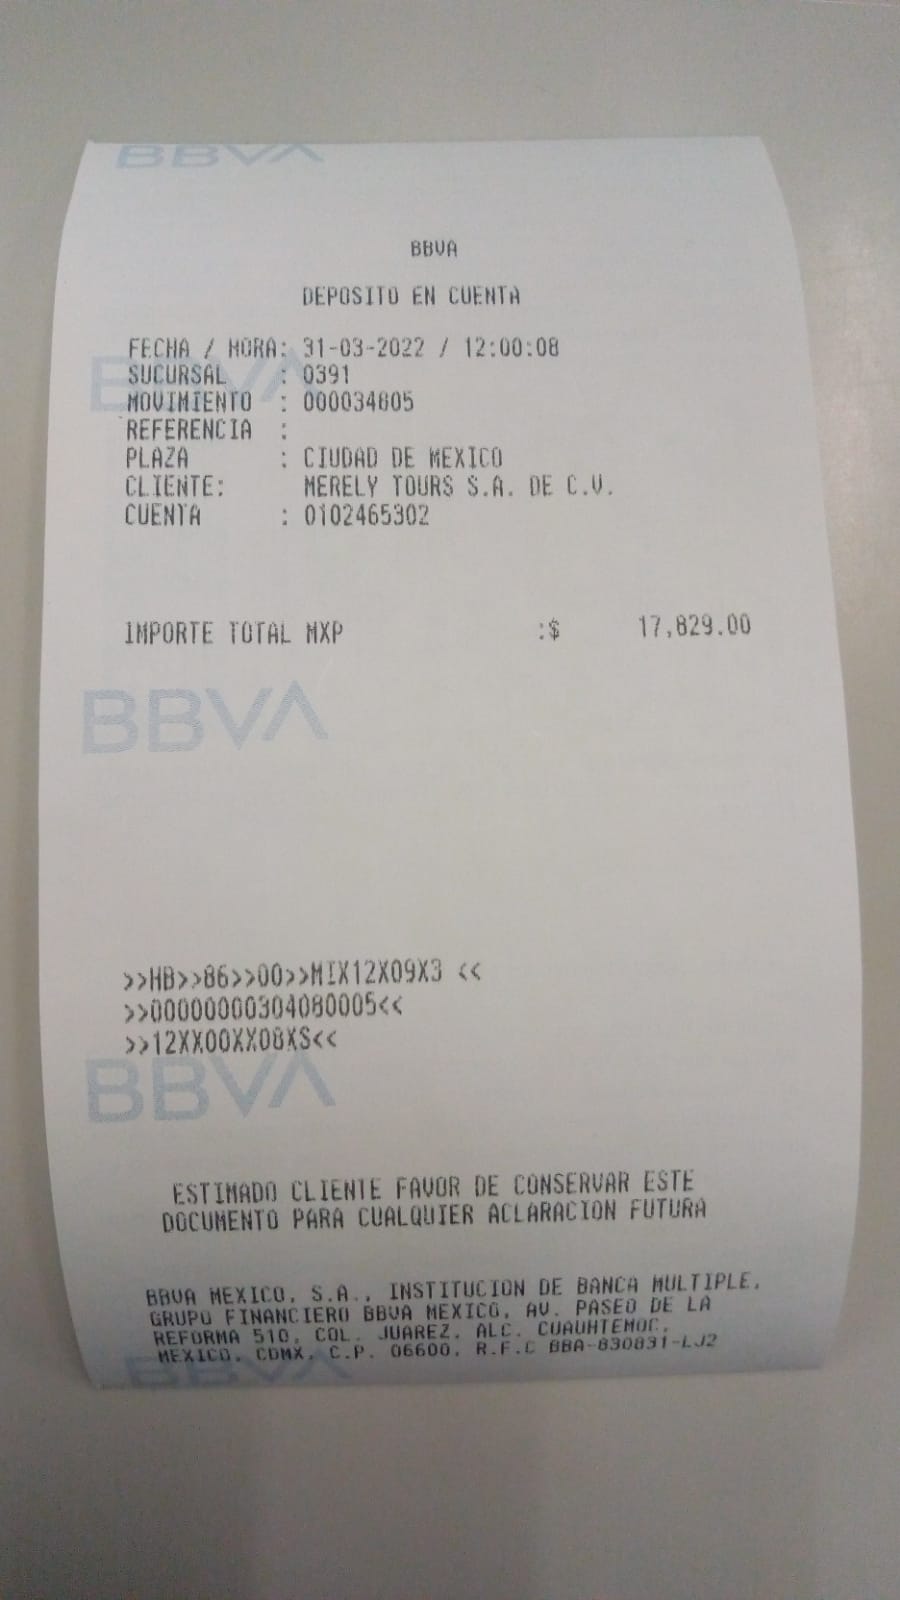 BBVA
BBVA
DEPOSITO EN CUENTA
FECHA / HORA: 31-03-2022 / 12:00:08
SUCURSAL : 0391
MOVIMIENTO : 000034605
REFERENCIA :
PLAZA : CIUDAD DE MEXICO
CLIENTE: MERELY TOURS S.A. DE C.V.
CUENTA : 0102465302
BBVA
IMPORTE TOTAL MXP :$ 17,829.00
BBVA
>>HB>>86>>00>>MIX12X09X3 <<
>>00000000304080005<<
>>12XX00XX08XS<<
BBVA
ESTIMADO CLIENTE FAVOR DE CONSERVAR ESTE
DOCUMENTO PARA CUALQUIER ACLARACION FUTURA
BBVA MEXICO, S.A., INSTITUCION DE BANCA MULTIPLE,
GRUPO FINANCIERO BBVA MEXICO, AV. PASEO DE LA
REFORMA 510, COL. JUAREZ, ALC. CUAUHTEMOC,
MEXICO, CDMX, C.P. 06600, R.F.C BBA-830831-LJ2
BBVA